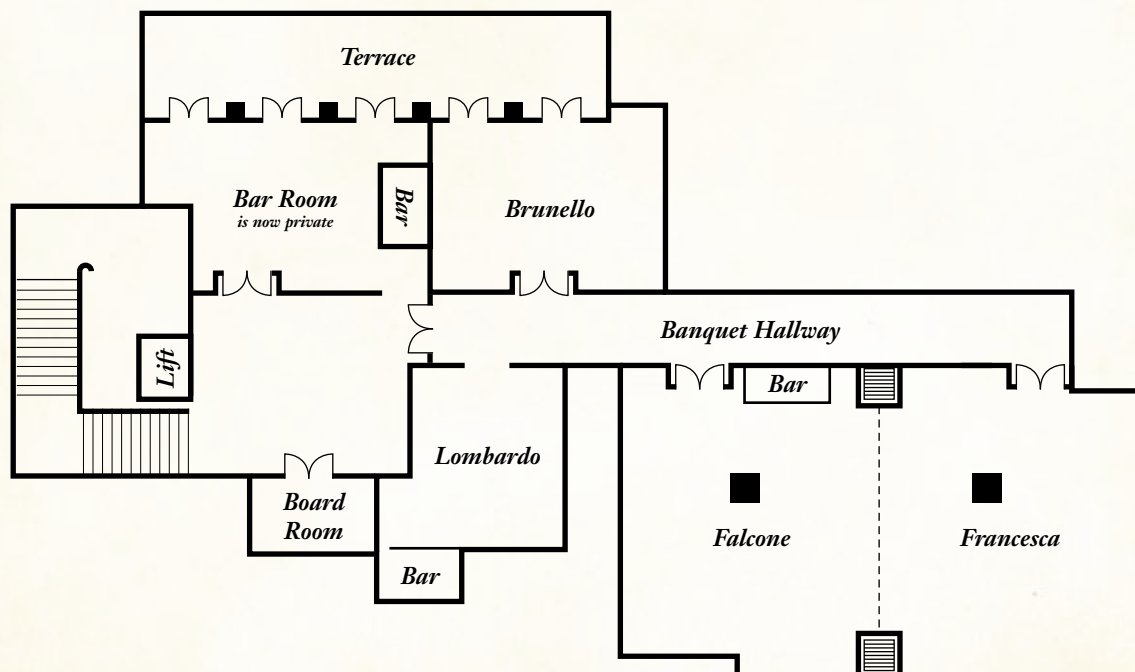 Terrace
Bar Room
is now private
Bar
Brunello
Banquet Hallway
Lift
Bar
Lombardo
Board
Room
Falcone
Francesca
Bar